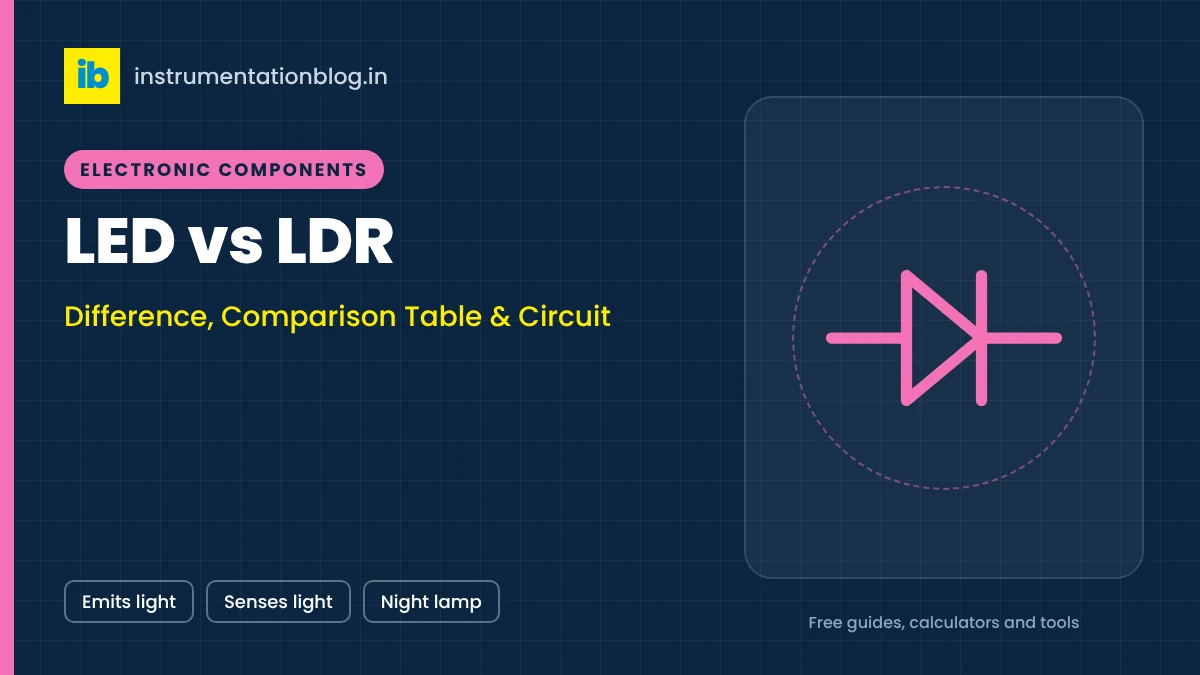 ib
instrumentationblog.in
ELECTRONIC COMPONENTS
LED vs LDR
Difference, Comparison Table & Circuit
Emits light
Senses light
Night lamp
Free guides, calculators and tools